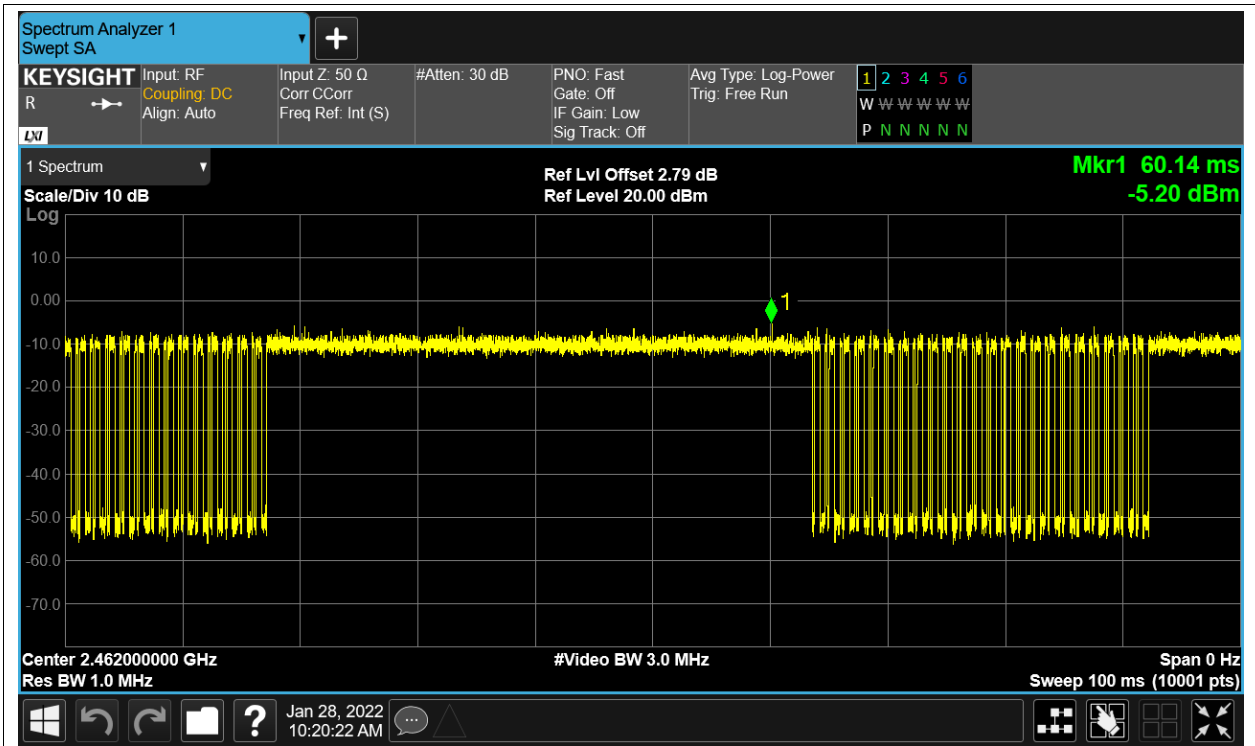 Spectrum Analyzer 1
Swept SA
+
KEYSIGHT
R
LXI
Input: RF
Coupling: DC
Align: Auto
Input Z: 50 Ω
Corr CCorr
Freq Ref: Int (S)
#Atten: 30 dB
PNO: Fast
Gate: Off
IF Gain: Low
Sig Track: Off
Avg Type: Log-Power
Trig: Free Run
1 2 3 4 5 6
W W W W W W
P N N N N N
1 Spectrum
Scale/Div 10 dB
Ref Lvl Offset 2.79 dB
Ref Level 20.00 dBm
Mkr1 60.14 ms
-5.20 dBm
Log
10.0
0.00
-10.0
-20.0
-30.0
-40.0
-50.0
-60.0
-70.0
1
Center 2.462000000 GHz
Res BW 1.0 MHz
#Video BW 3.0 MHz
Span 0 Hz
Sweep 100 ms (10001 pts)
?
Jan 28, 2022
10:20:22 AM